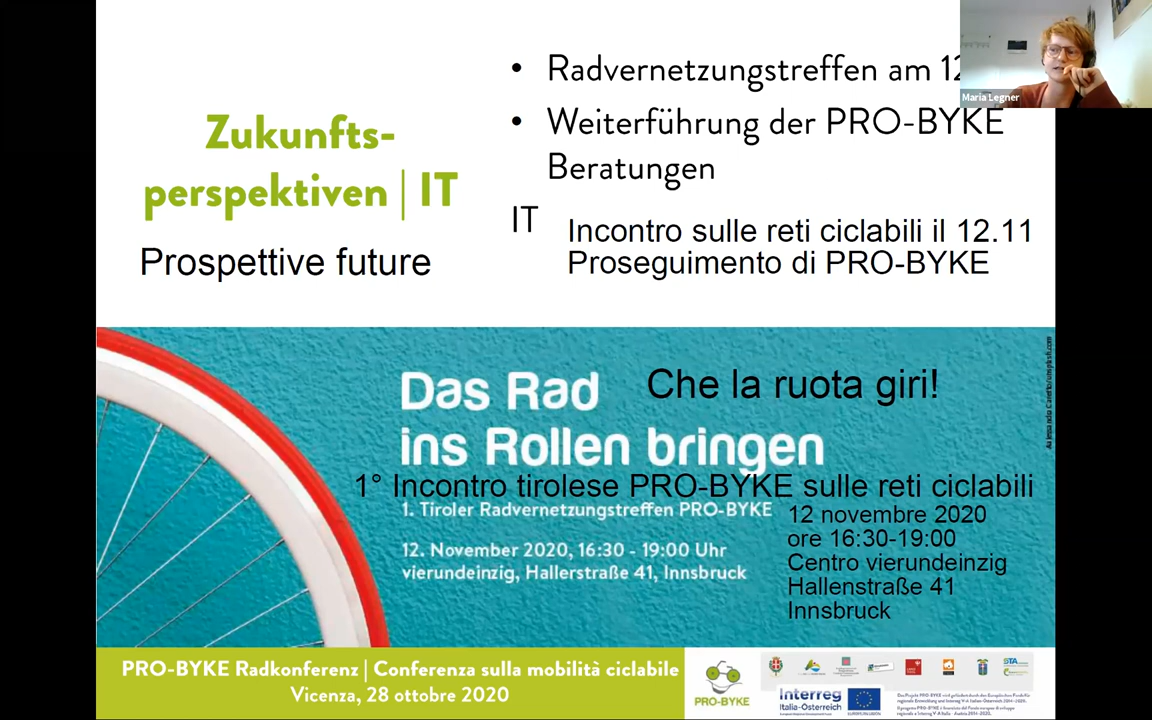 Zukunfts-
perspektiven | IT
Prospettive future
• Radvernetzungstreffen am 12
• Weiterführung der PRO-BYKE
Beratungen
IT
Incontro sulle reti ciclabili il 12.11
Proseguimento di PRO-BYKE
Maria Legner
Das Rad
ins Rollen bringen
Che la ruota giri!
1° Incontro tirolese PRO-BYKE sulle reti ciclabili
1. Tiroler Radvernetzungstreffen PRO-BYKE
12. November 2020, 16:30 - 19:00 Uhr
vierundeinzig, Hallerstraße 41, Innsbruck
12 novembre 2020
ore 16:30-19:00
Centro vierundeinzig
Hallenstraße 41
Innsbruck
PRO-BYKE Radkonferenz | Conferenza sulla mobilità ciclabile
Vicenza, 28 ottobre 2020
PRO-BYKE
Interreg
Italia-Österreich
STA